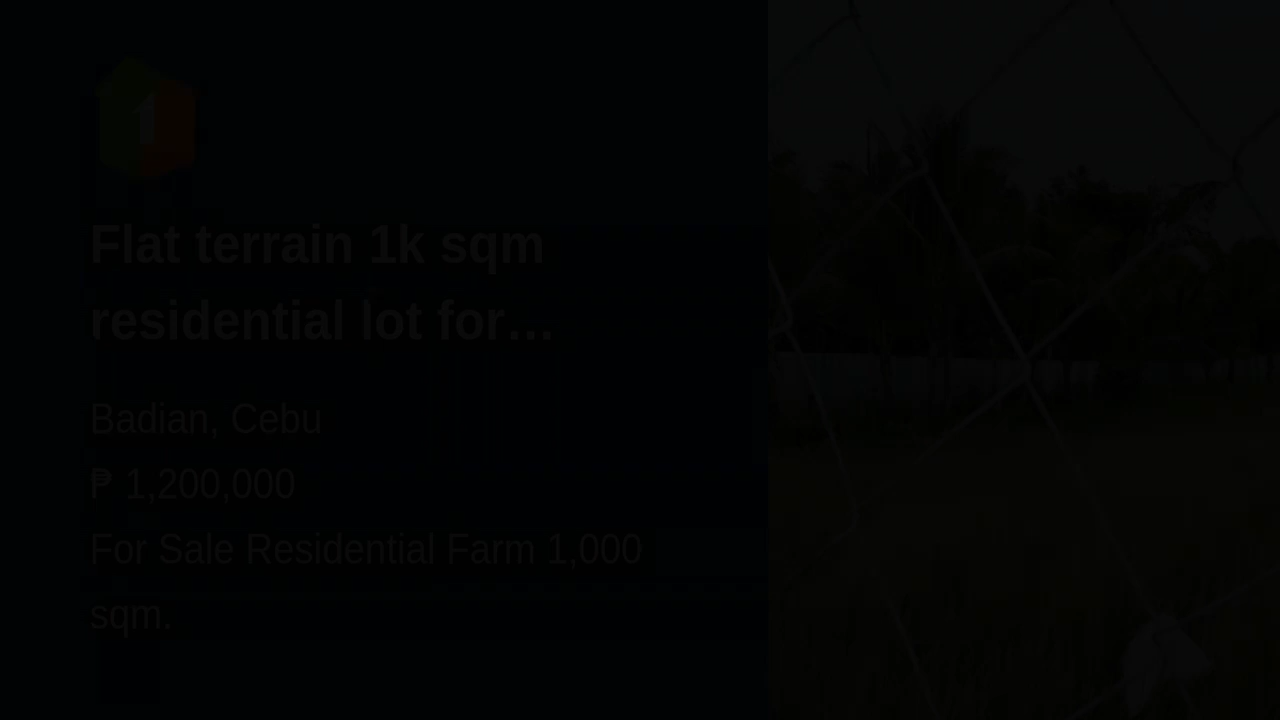 Flat terrain 1k sqm
residential lot for...
Badian, Cebu
₱ 1,200,000
For Sale Residential Farm 1,000
sqm.